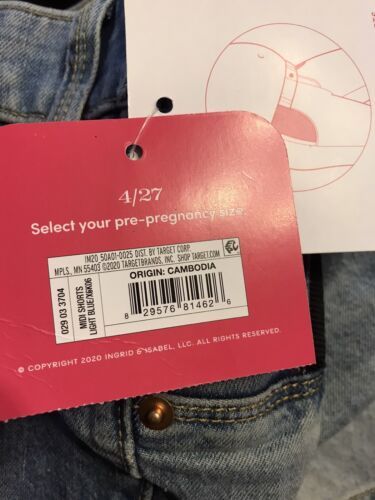 4/27
Select your pre-pregnancy size.
IM20 50A01-0025 DIST. BY TARGET CORP.
MPLS, MN 55403 ©2020 TARGETBRANDS, INC. SHOP TARGET.COM
029 03 3704
MIDI SHORTS
LIGHT BLUE/
ORIGIN: CAMBODIA
8 29576 81462 6
© COPYRIGHT 2020 INGRID & ISABEL, LLC. ALL RIGHTS RESERVED.